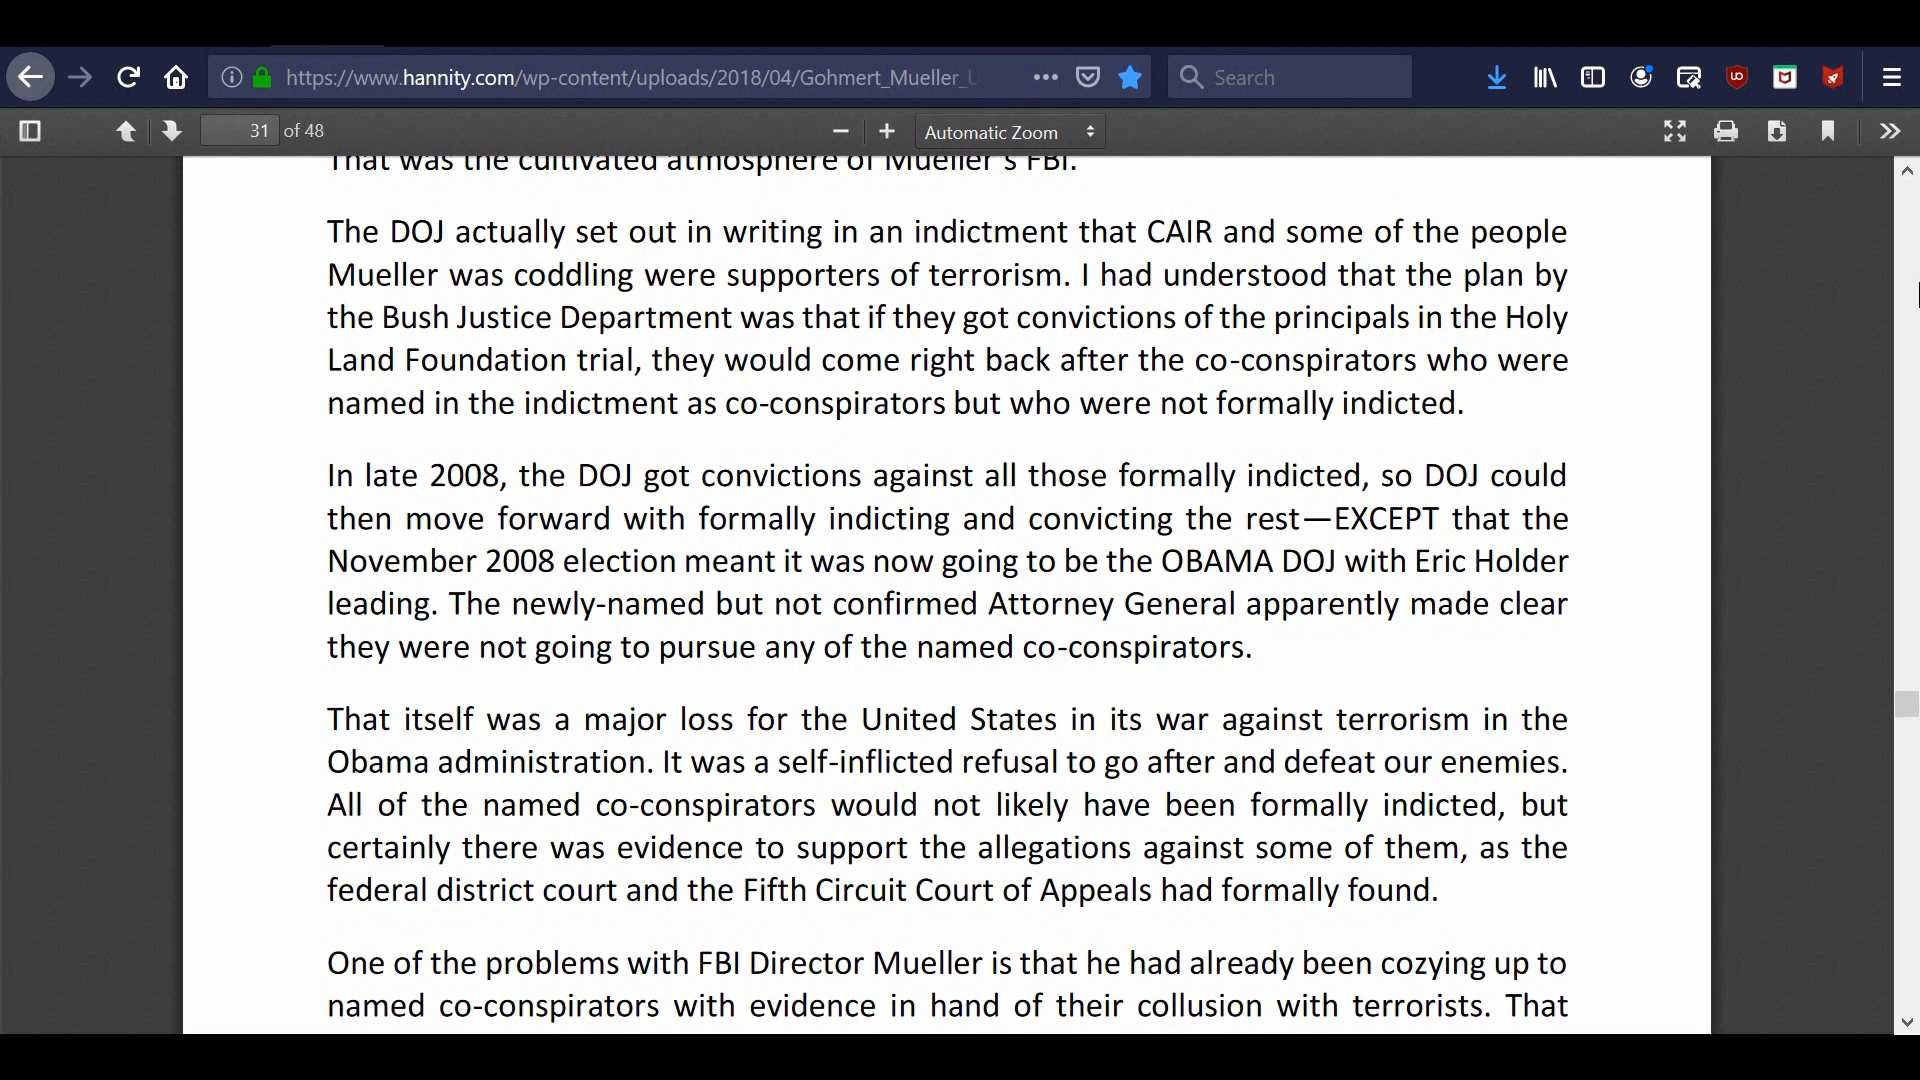 https://www.hannity.com/wp-content/uploads/2018/04/Gohmert_Mueller_U
Search
31 of 48
Automatic Zoom
That was the cultivated atmosphere of Mueller's FBI.
The DOJ actually set out in writing in an indictment that CAIR and some of the people
Mueller was coddling were supporters of terrorism. I had understood that the plan by
the Bush Justice Department was that if they got convictions of the principals in the Holy
Land Foundation trial, they would come right back after the co-conspirators who were
named in the indictment as co-conspirators but who were not formally indicted.
In late 2008, the DOJ got convictions against all those formally indicted, so DOJ could
then move forward with formally indicting and convicting the rest—EXCEPT that the
November 2008 election meant it was now going to be the OBAMA DOJ with Eric Holder
leading. The newly-named but not confirmed Attorney General apparently made clear
they were not going to pursue any of the named co-conspirators.
That itself was a major loss for the United States in its war against terrorism in the
Obama administration. It was a self-inflicted refusal to go after and defeat our enemies.
All of the named co-conspirators would not likely have been formally indicted, but
certainly there was evidence to support the allegations against some of them, as the
federal district court and the Fifth Circuit Court of Appeals had formally found.
One of the problems with FBI Director Mueller is that he had already been cozying up to
named co-conspirators with evidence in hand of their collusion with terrorists. That